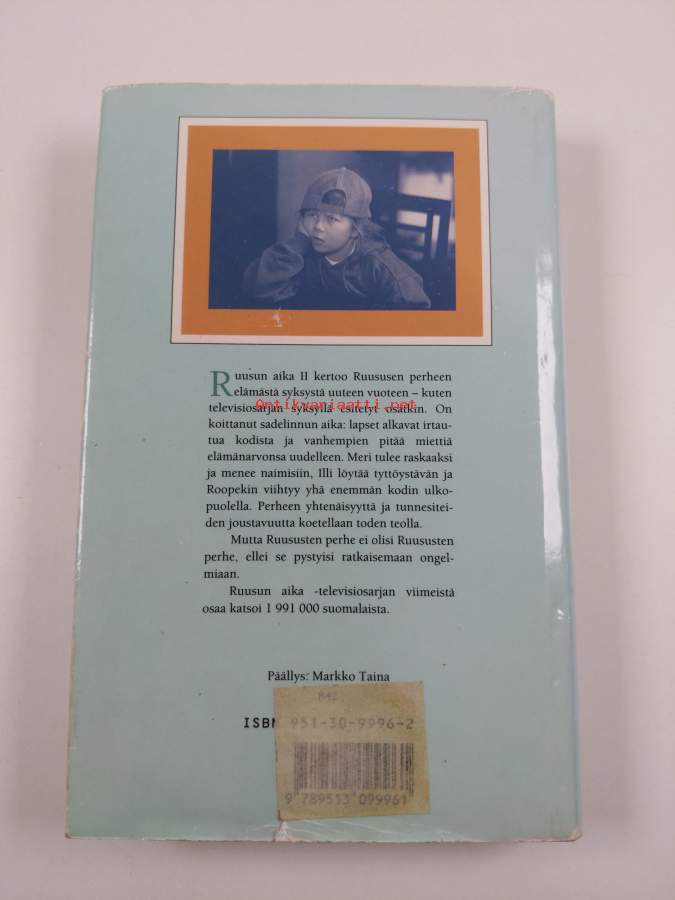 Ruusun aika II kertoo Ruususen perheen
elämästä syksystä uuteen vuoteen – kuten
Antikvariaatti.net
televisiosarjan syksyllä esitetyt osatkin. On
koittanut sadelinnun aika: lapset alkavat irtau-
tua kodista ja vanhempien pitää miettiä
elämänarvonsa uudelleen. Meri tulee raskaaksi
ja menee naimisiin, Illi löytää tyttöystävän ja
Roopekin viihtyy yhä enemmän kodin ulko-
puolella. Perheen yhtenäisyyttä ja tunnesitei-
den joustavuutta koetellaan toden teolla.
Mutta Ruususten perhe ei olisi Ruususten
perhe, ellei se pystyisi ratkaisemaan ongel-
miaan.
Ruusun aika -televisiosarjan viimeistä
osaa katsoi 1 991 000 suomalaista.
Päällys: Markko Taina
ISBN 951-30-9996-2
9 789513 099961